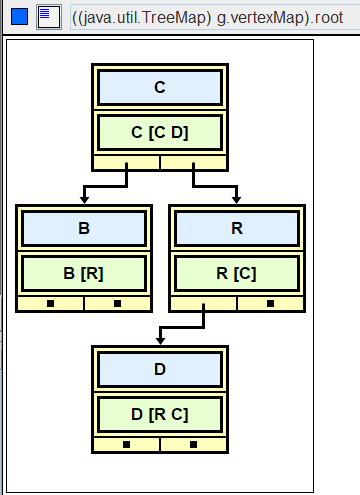 ((java.util.TreeMap) g.vertexMap).root
C
C [C D]
B
R
B [R]
R [C]
D
D [R C]